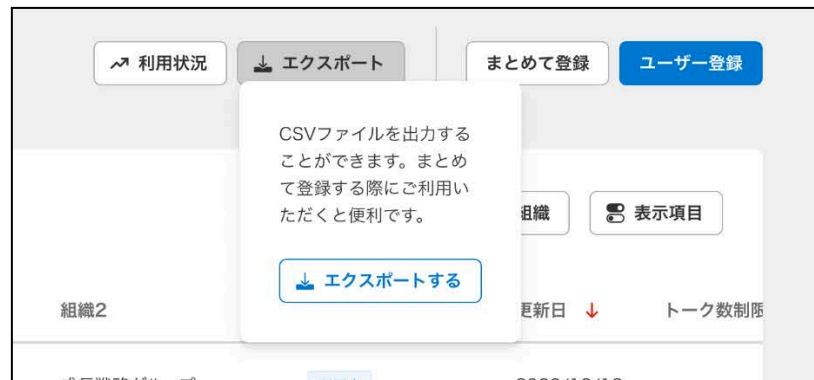 利用状況
エクスポート
まとめて登録
ユーザー登録
CSVファイルを出力する
ことができます。まとめ
て登録する際にご利用い
ただくと便利です。
エクスポートする
組織
表示項目
組織2
更新日
トーク数制限